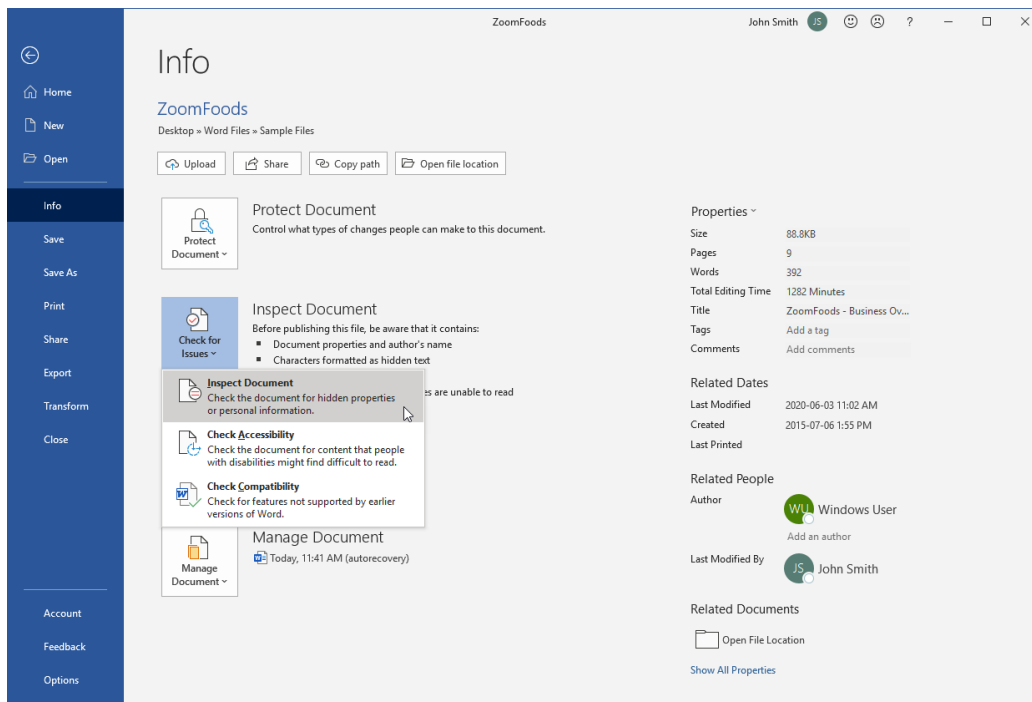 ZoomFoods
John Smith JS ?
Info
Home
New
Open
Info
Save
Save As
Print
Share
Export
Transform
Close
Account
Feedback
Options
ZoomFoods
Desktop » Word Files » Sample Files
Upload
Share
Copy path
Open file location
Protect
Document
Protect Document
Control what types of changes people can make to this document.
Check for
Issues
Inspect Document
Before publishing this file, be aware that it contains:
Document properties and author's name
Characters formatted as hidden text
es are unable to read
Inspect Document
Check the document for hidden properties
or personal information.
Check Accessibility
Check the document for content that people
with disabilities might find difficult to read.
Check Compatibility
Check for features not supported by earlier
versions of Word.
Manage
Document
Manage Document
Today, 11:41 AM (autorecovery)
Properties
Size 88.8KB
Pages 9
Words 392
Total Editing Time 1282 Minutes
Title ZoomFoods - Business Ov...
Tags Add a tag
Comments Add comments
Related Dates
Last Modified 2020-06-03 11:02 AM
Created 2015-07-06 1:55 PM
Last Printed
Related People
Author WU Windows User
Add an author
Last Modified By JS John Smith
Related Documents
Open File Location
Show All Properties